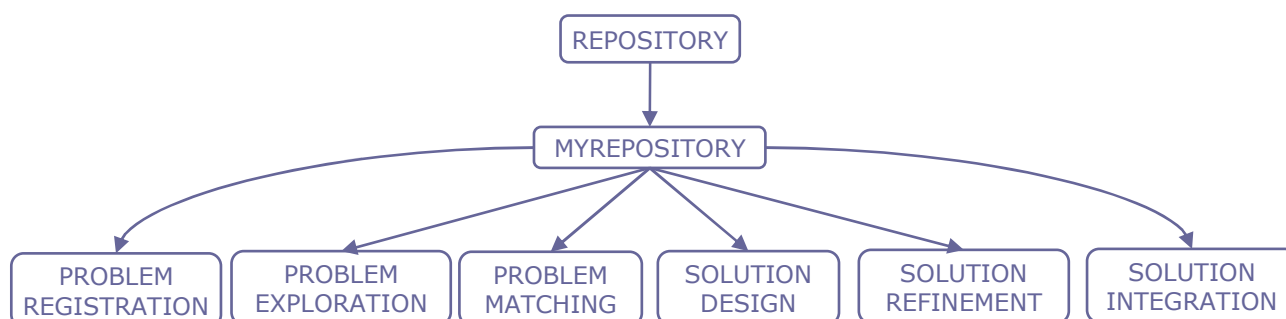 REPOSITORY
MYREPOSITORY
PROBLEM
REGISTRATION
PROBLEM
EXPLORATION
PROBLEM
MATCHING
SOLUTION
DESIGN
SOLUTION
REFINEMENT
SOLUTION
INTEGRATION